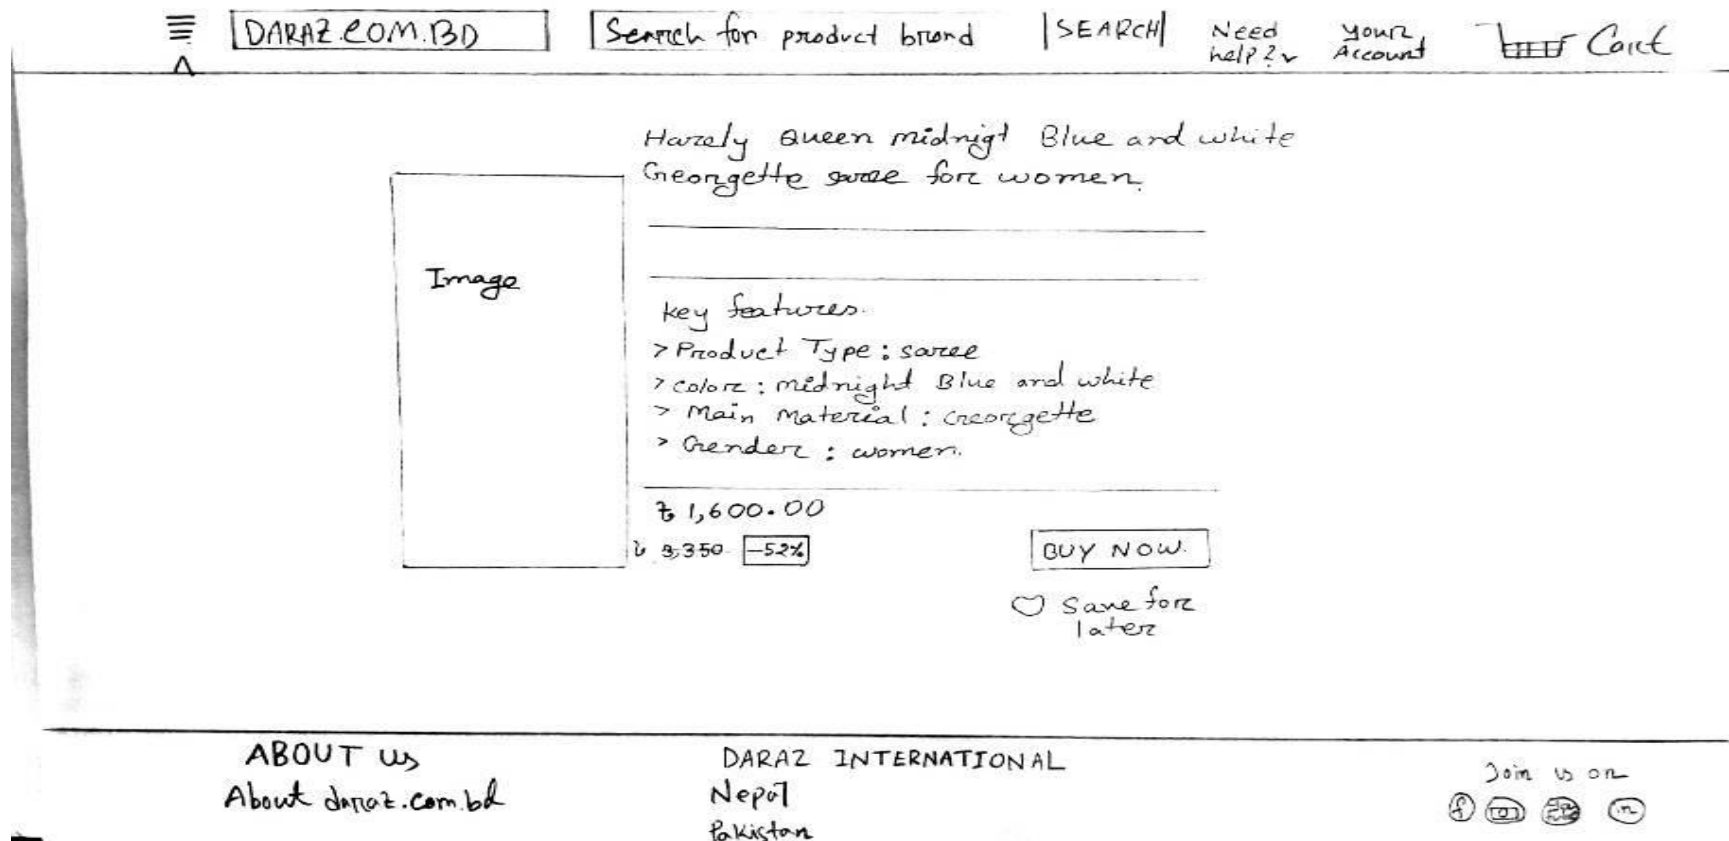 DARAZ.COM.BD
Search for product brand
SEARCH
Need
help?
Your
Account
Cart
Harely Queen midnigt Blue and white
Georgette saree for women.
Image
key features.
> Product Type : saree
> color : midnight Blue and white
> Main Material : Georgette
> Gender : women.
৳ 1,600.00
৳ 3,350 -52%
BUY NOW.
Save for
later
ABOUT Us
About daraz.com.bd
DARAZ INTERNATIONAL
Nepal
Pakistan
Join us on
f
in